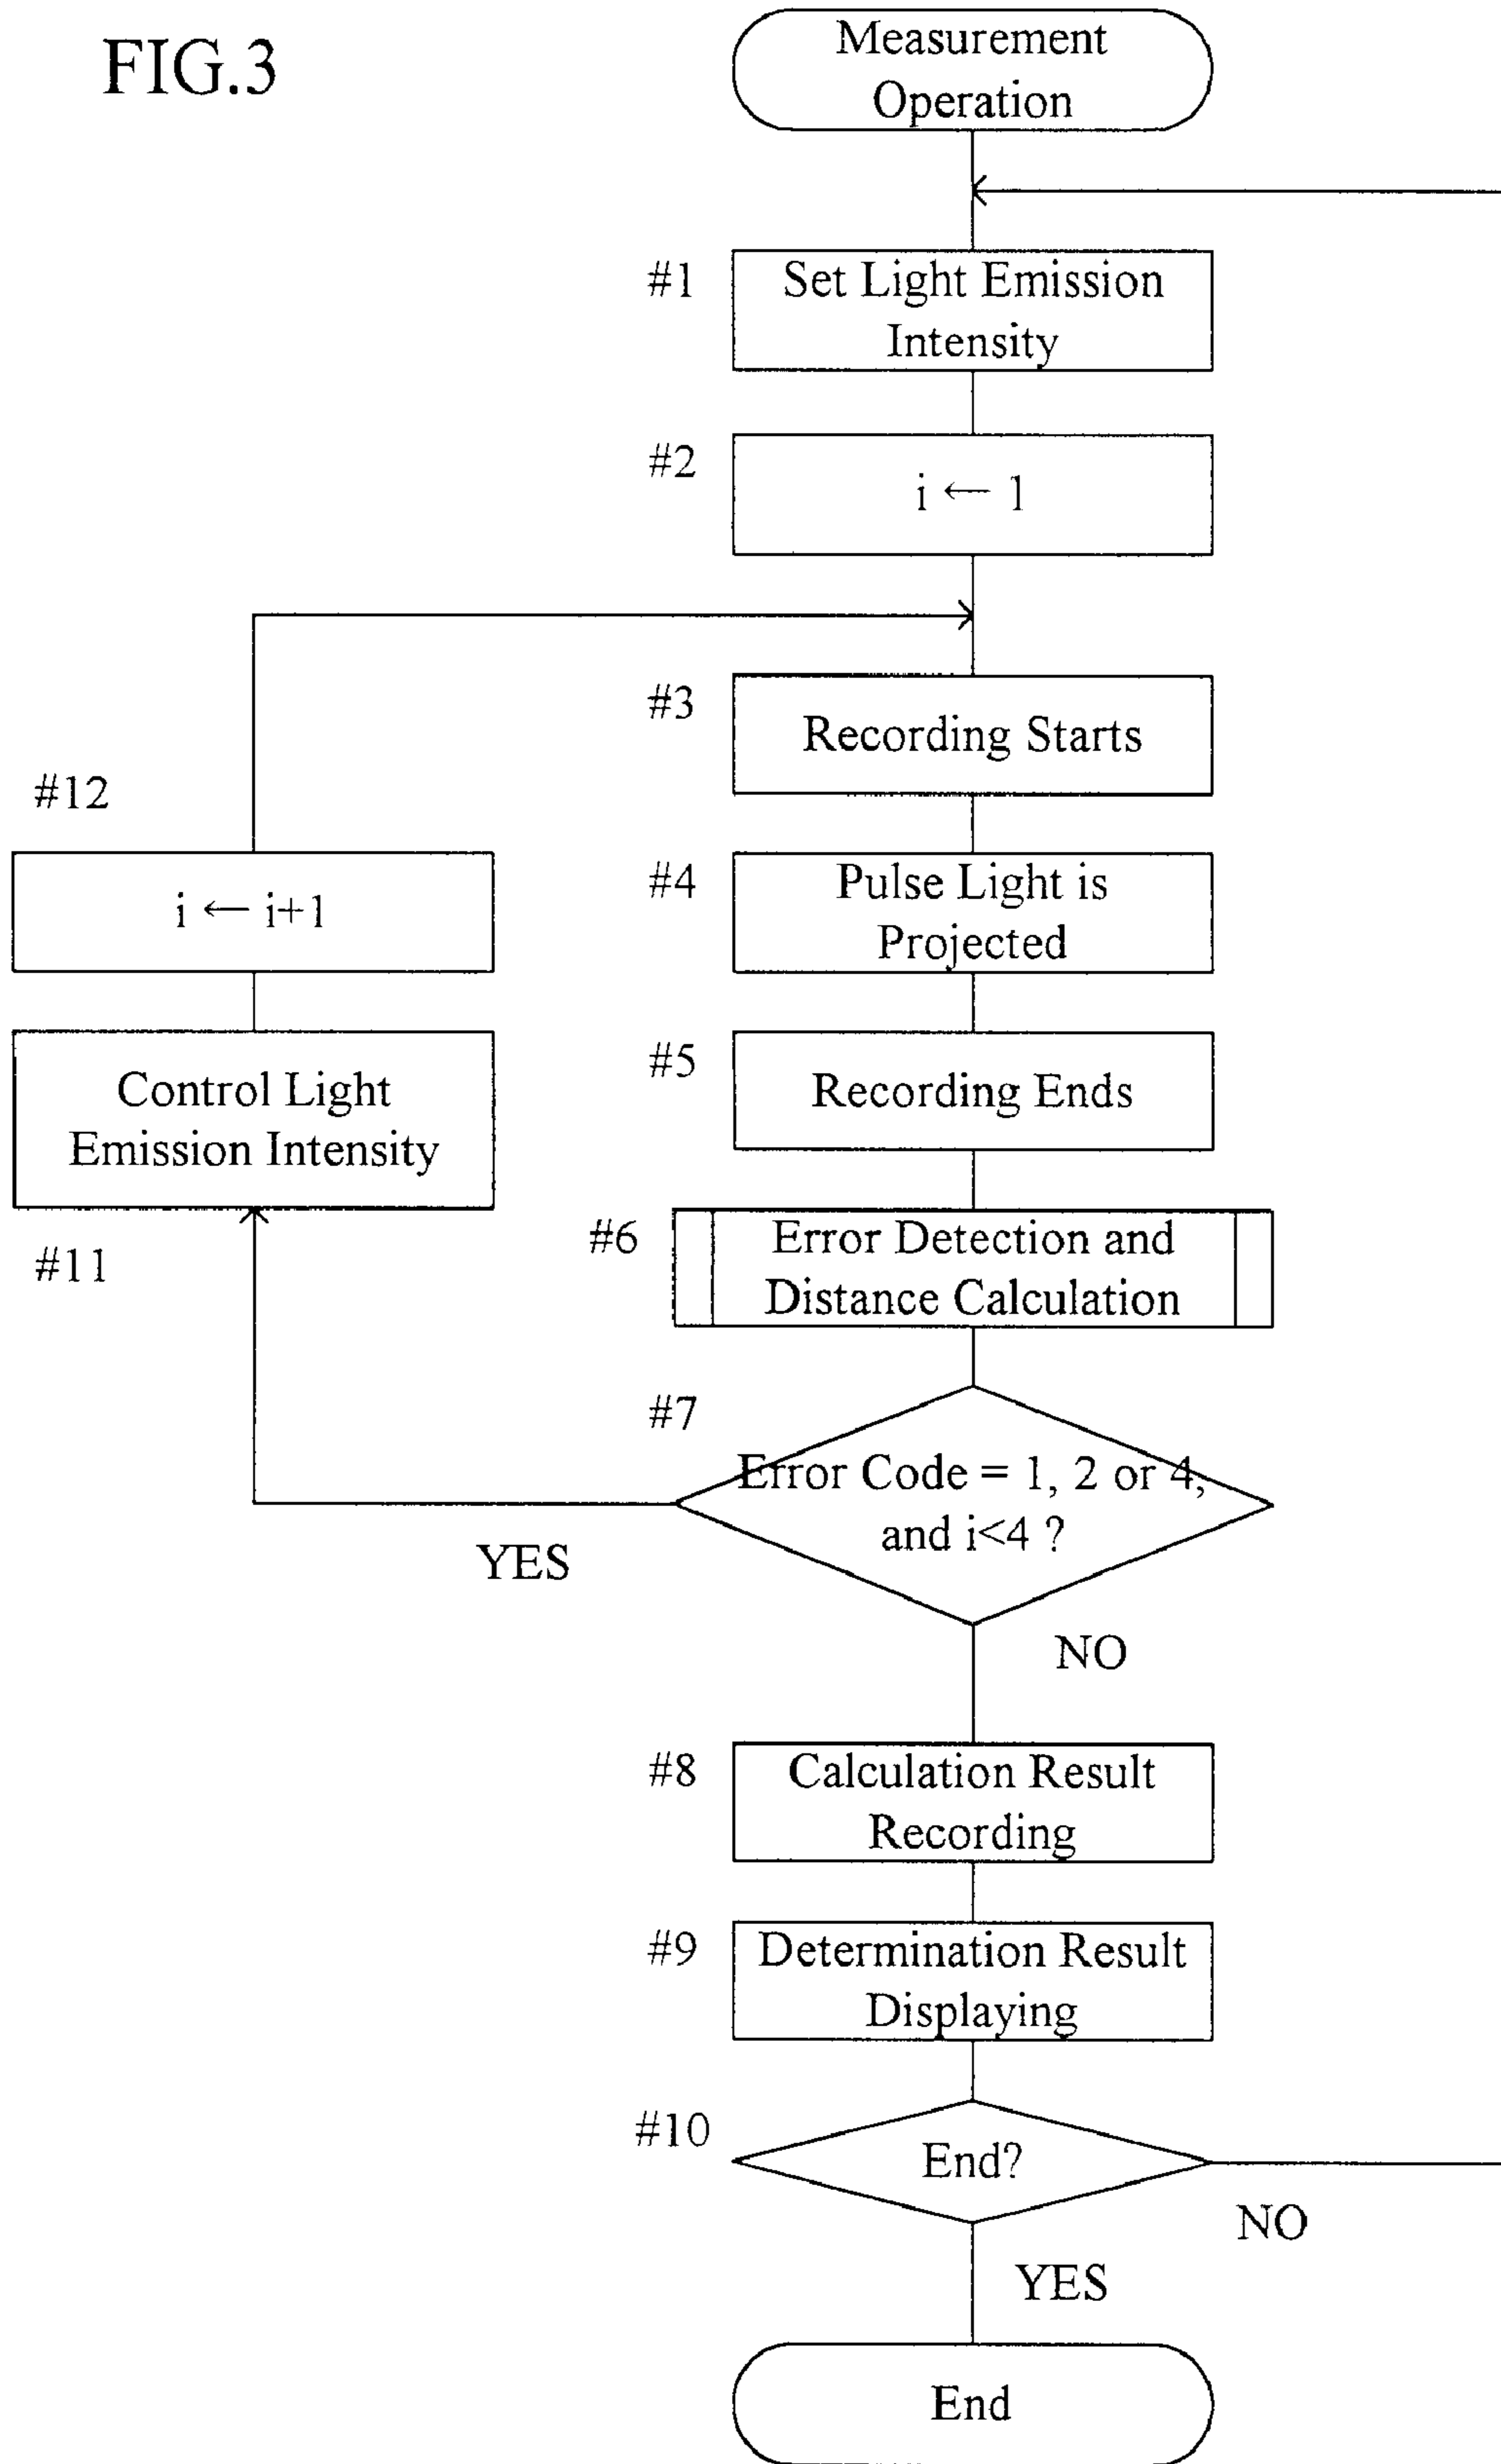 FIG.3
Measurement
Operation
#1
Set Light Emission
Intensity
#2
i ← 1
#3
Recording Starts
#4
Pulse Light is
Projected
#5
Recording Ends
#6
Error Detection and
Distance Calculation
#7
Error Code = 1, 2 or 4,
and i<4 ?
YES
NO
#11
Control Light
Emission Intensity
#12
i ← i+1
#8
Calculation Result
Recording
#9
Determination Result
Displaying
#10
End?
NO
YES
End